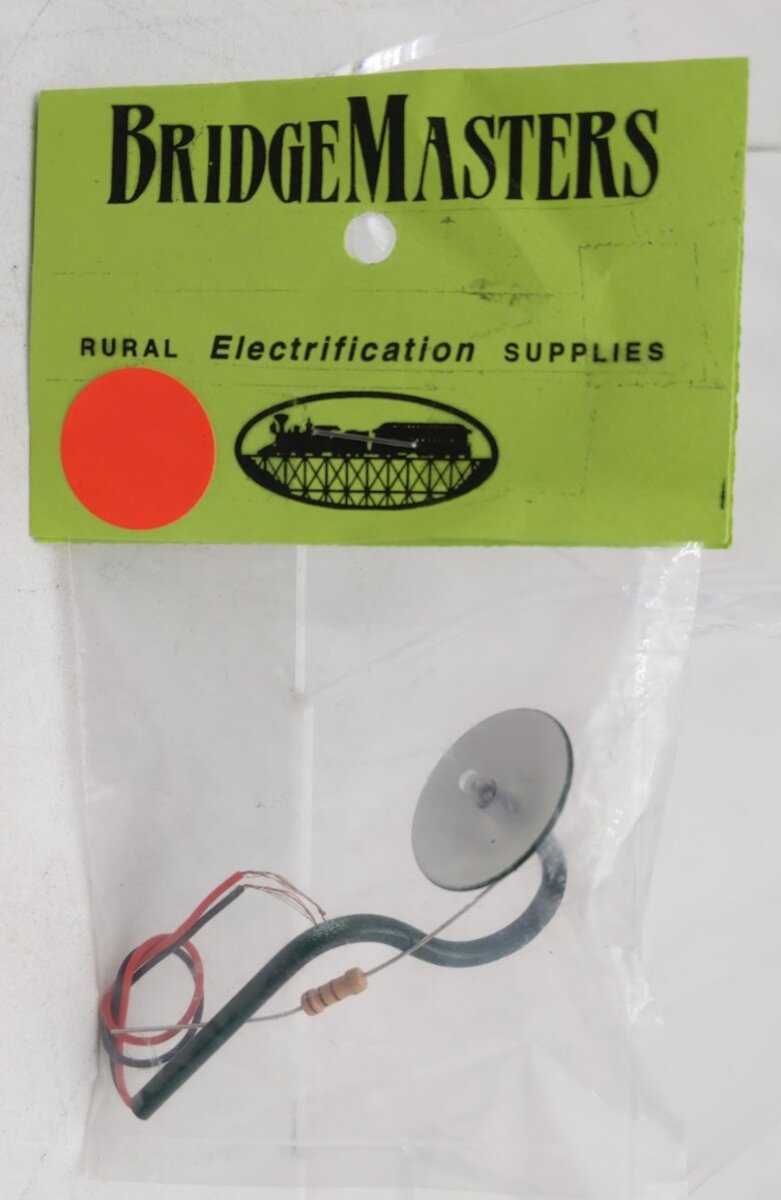 BRIDGEMASTERS
RURAL Electrification SUPPLIES